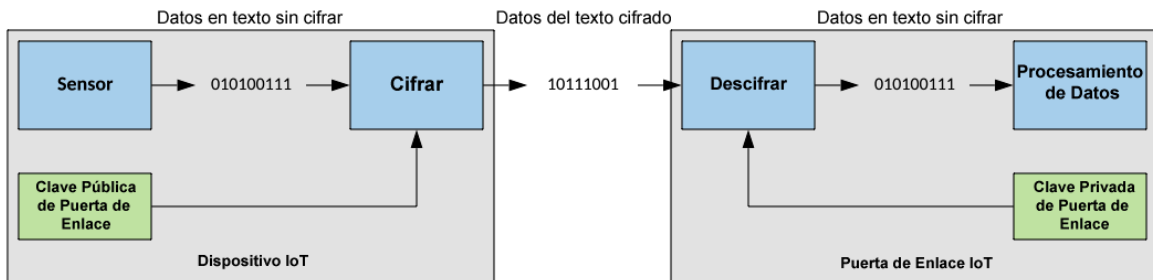 Datos en texto sin cifrar
Datos del texto cifrado
Datos en texto sin cifrar
Sensor
010100111
Cifrar
10111001
Descifrar
010100111
Procesamiento
de Datos
Clave Pública
de Puerta de
Enlace
Clave Privada
de Puerta de
Enlace
Dispositivo IoT
Puerta de Enlace IoT